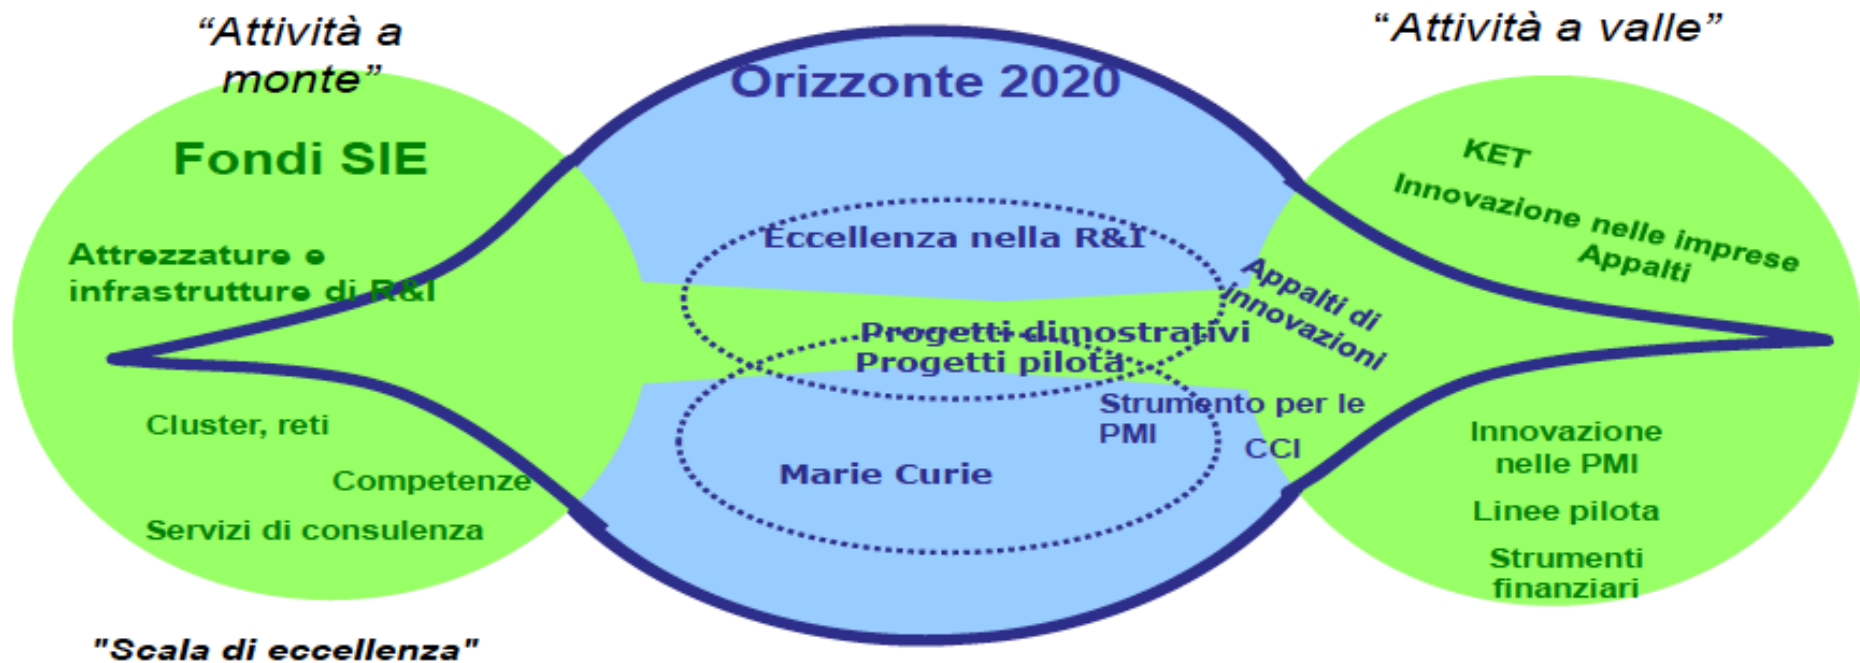 “Attività a
monte”
“Attività a valle”
Orizzonte 2020
Fondi SIE
KET
Innovazione nelle imprese
Appalti
Attrezzature e
infrastrutture di R&I
Eccellenza nella R&I
Appalti di
innovazioni
Progetti dimostrativi
Progetti pilota
Strumento per le
PMI
CCI
Cluster, reti
Competenze
Servizi di consulenza
Marie Curie
Innovazione
nelle PMI
Linee pilota
Strumenti
finanziari
"Scala di eccellenza"